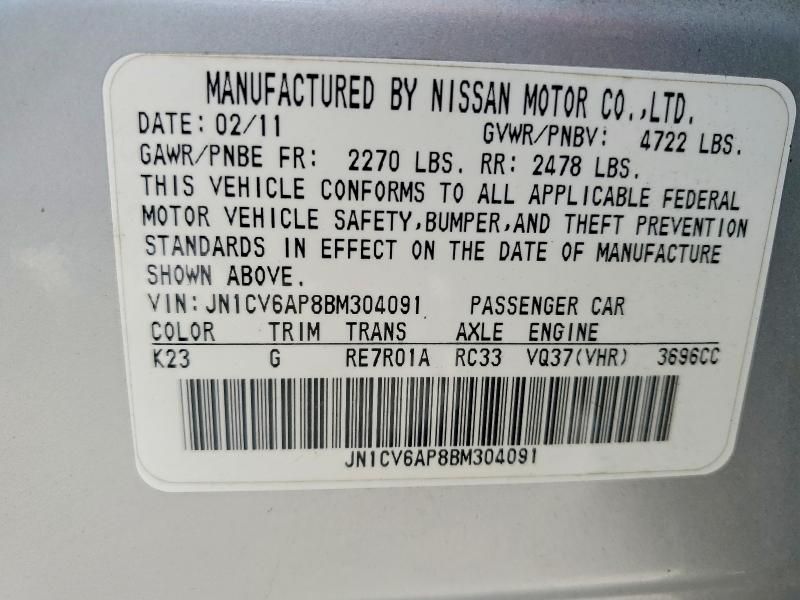 MANUFACTURED BY NISSAN MOTOR CO.,LTD.
DATE: 02/11 GVWR/PNBV: 4722 LBS.
GAWR/PNBE FR: 2270 LBS. RR: 2478 LBS.
THIS VEHICLE CONFORMS TO ALL APPLICABLE FEDERAL
MOTOR VEHICLE SAFETY,BUMPER,AND THEFT PREVENTION
STANDARDS IN EFFECT ON THE DATE OF MANUFACTURE
SHOWN ABOVE.
VIN: JN1CV6AP8BM304091 PASSENGER CAR
COLOR TRIM TRANS AXLE ENGINE
K23 G RE7R01A RC33 VQ37(VHR) 3696CC
JN1CV6AP8BM304091